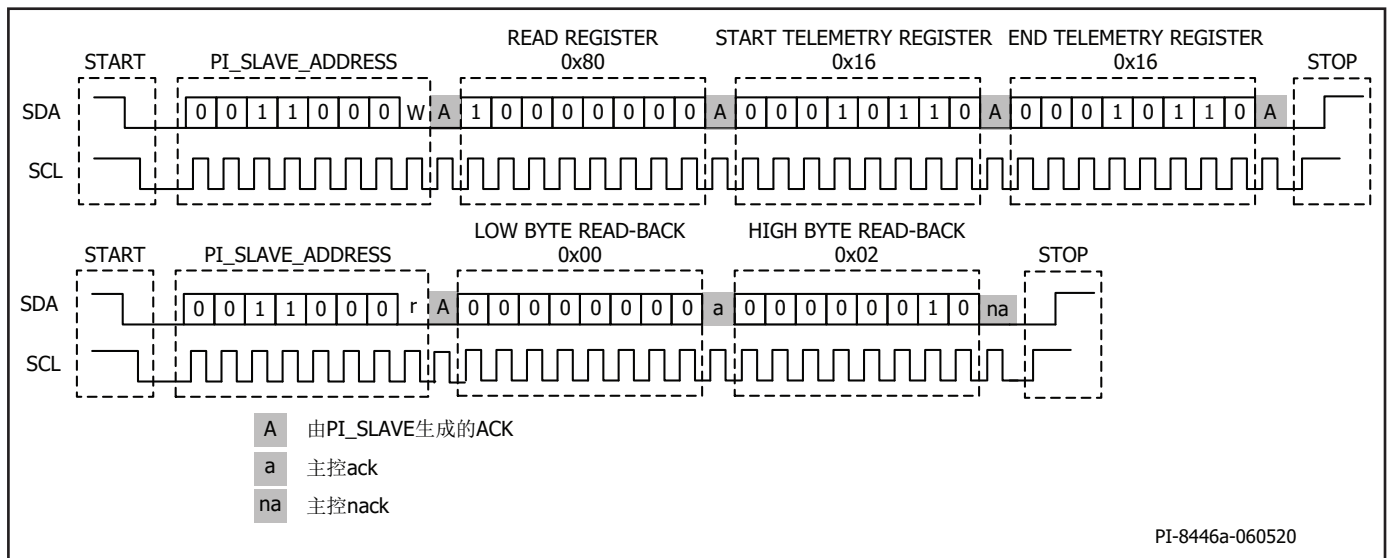 READ REGISTER START TELEMETRY REGISTER END TELEMETRY REGISTER
START PI_SLAVE_ADDRESS 0x80 0x16 0x16 STOP
SDA 0 0 1 1 0 0 0 W A 1 0 0 0 0 0 0 0 A 0 0 0 1 0 1 1 0 A 0 0 0 1 0 1 1 0 A
SCL
LOW BYTE READ-BACK HIGH BYTE READ-BACK
START PI_SLAVE_ADDRESS 0x00 0x02 STOP
SDA 0 0 1 1 0 0 0 r A 0 0 0 0 0 0 0 0 a 0 0 0 0 0 0 1 0 na
SCL
A 由PI_SLAVE生成的ACK
a 主控ack
na 主控nack
PI-8446a-060520